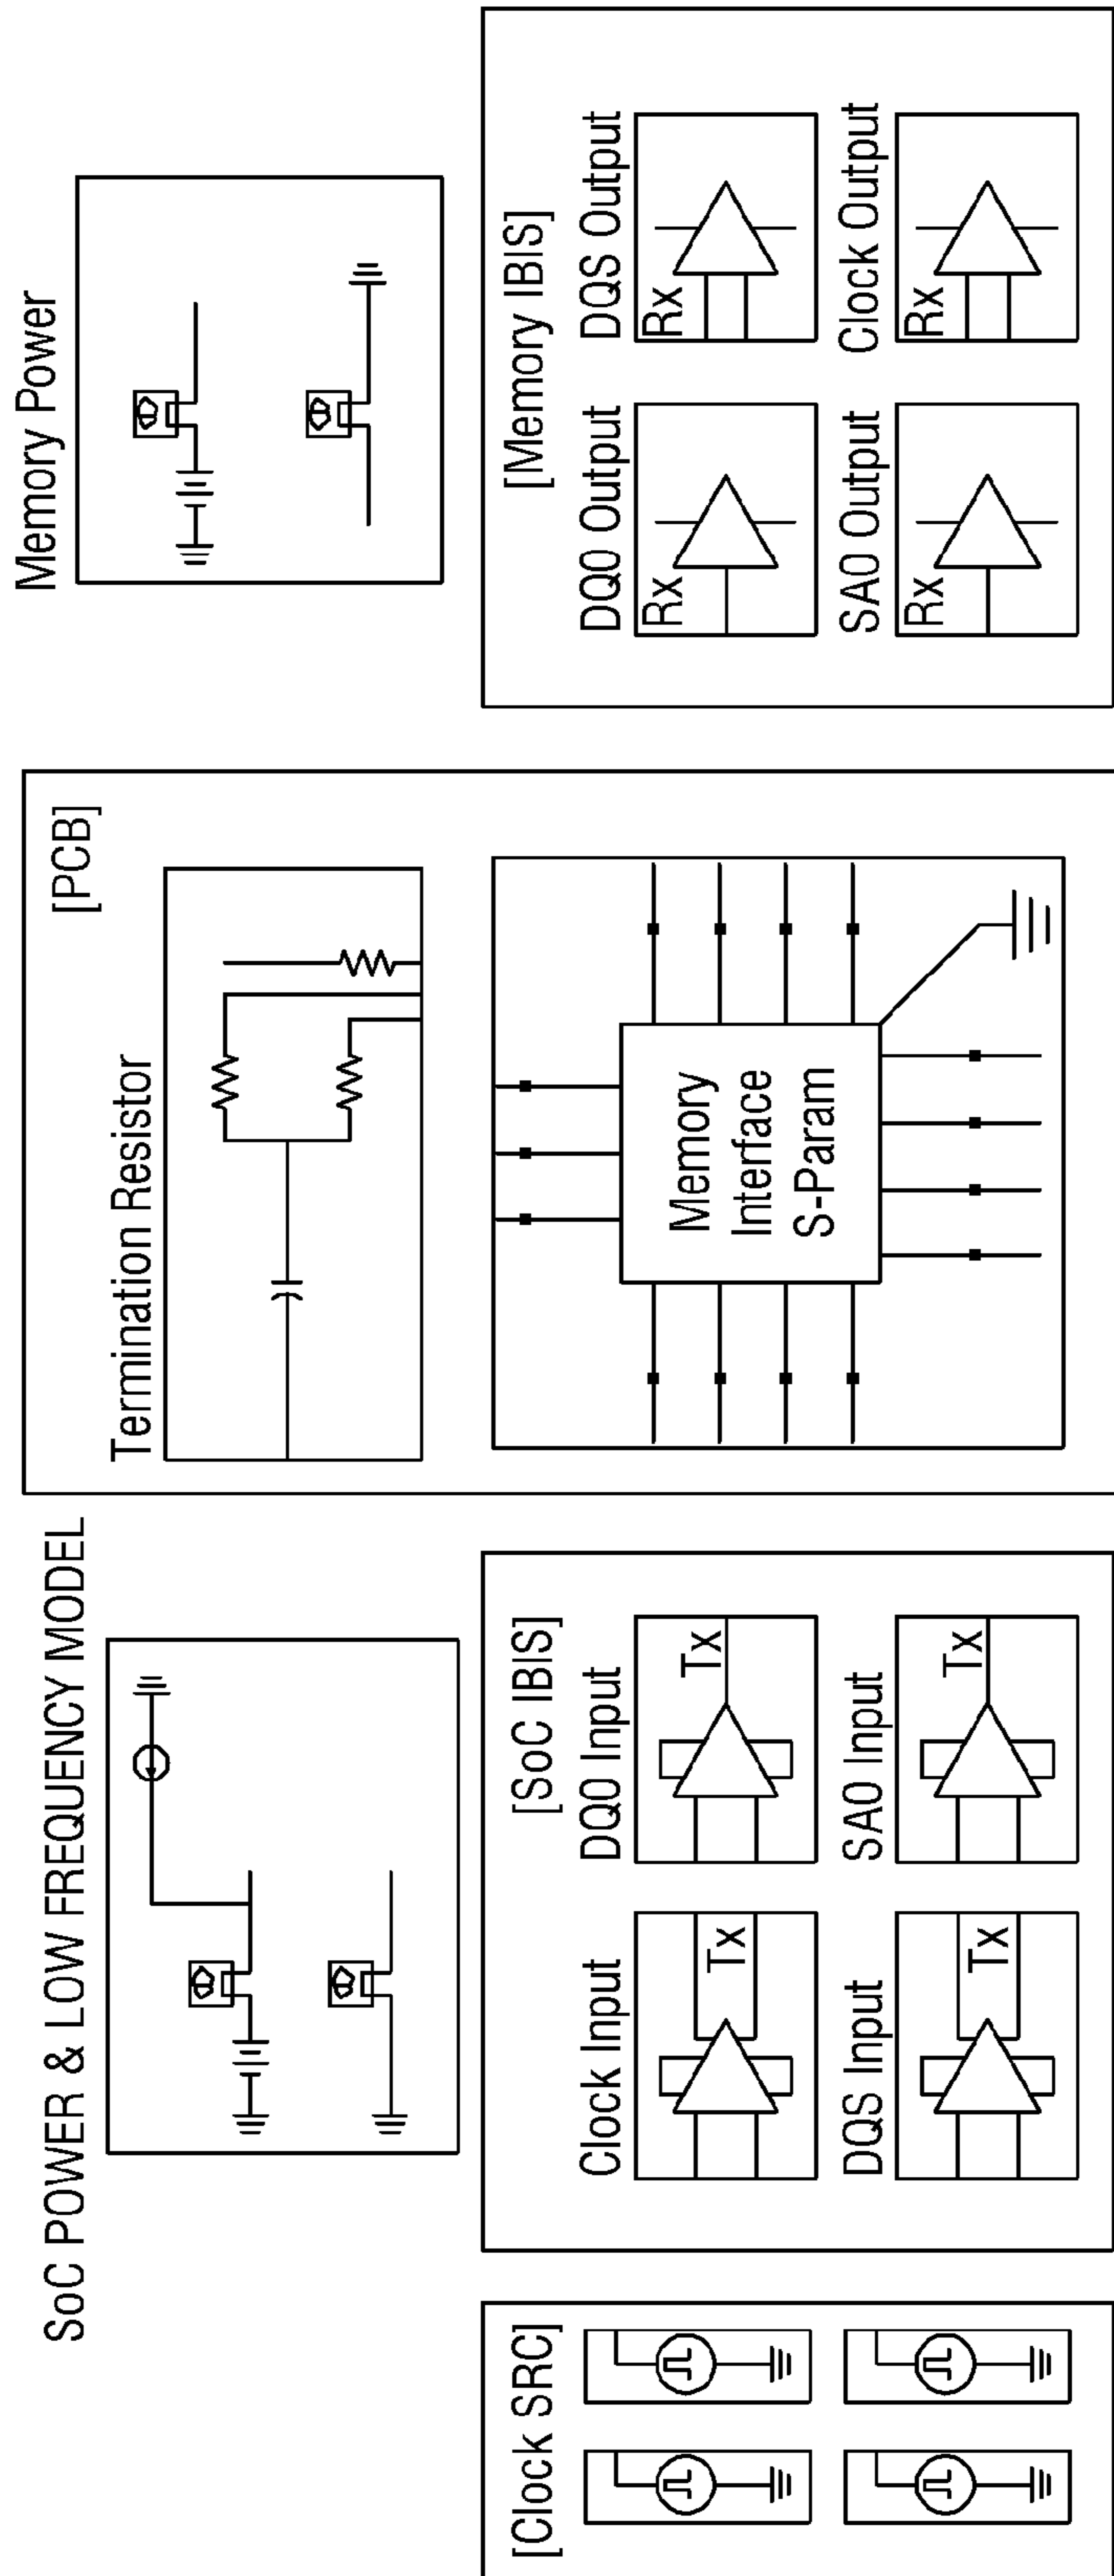 SoC POWER & LOW FREQUENCY MODEL
[Clock SRC]
[SoC IBIS]
Clock Input
Tx
DQ0 Input
Tx
DQS Input
Tx
SA0 Input
Tx
[PCB]
Termination Resistor
Memory
Interface
S-Param
Memory Power
[Memory IBIS]
DQ0 Output
Rx
DQS Output
Rx
SA0 Output
Rx
Clock Output
Rx